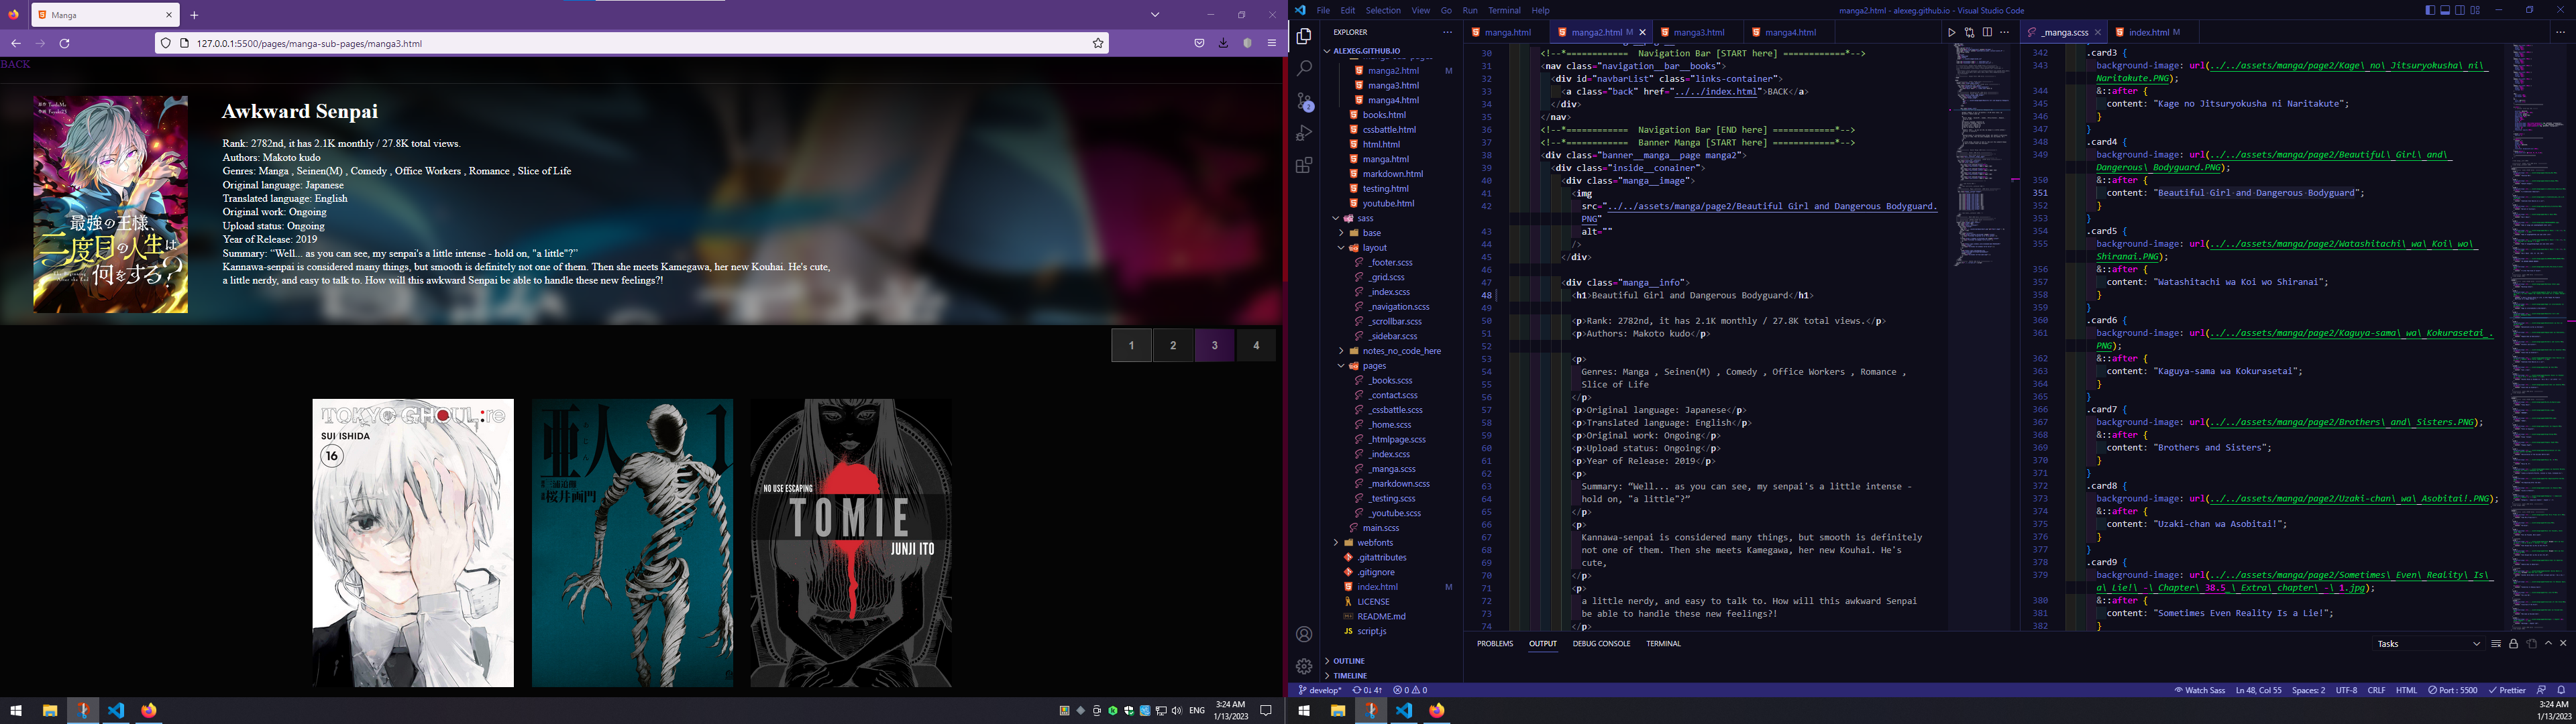 Manga
127.0.0.1:5500/pages/manga-sub-pages/manga3.html
BACK
最強の王様、
二度目の人生は
何をする?
Awkward Senpai
Rank: 2782nd, it has 2.1K monthly / 27.8K total views.
Authors: Makoto kudo
Genres: Manga , Seinen(M) , Comedy , Office Workers , Romance , Slice of Life
Original language: Japanese
Translated language: English
Original work: Ongoing
Upload status: Ongoing
Year of Release: 2019
Summary: “Well... as you can see, my senpai's a little intense - hold on, "a little"?”
Kannawa-senpai is considered many things, but smooth is definitely not one of them. Then she meets Kamegawa, her new Kouhai. He's cute,
a little nerdy, and easy to talk to. How will this awkward Senpai be able to handle these new feelings?!
1 2 3 4
TOKYO GHOUL:re
SUI ISHIDA
16
亜人 1
桜井画門
NO USE ESCAPING
TOMIE
JUNJI ITO
ENG
3:24 AM
1/13/2023
File Edit Selection View Go Run Terminal Help
manga2.html - alexeg.github.io - Visual Studio Code
EXPLORER
ALEXEG.GITHUB.IO
manga2.html M
manga3.html
manga4.html
books.html
cssbattle.html
html.html
manga.html
markdown.html
testing.html
youtube.html
sass
base
layout
_footer.scss
_grid.scss
_index.scss
_navigation.scss
_scrollbar.scss
_sidebar.scss
notes_no_code_here
pages
_books.scss
_contact.scss
_cssbattle.scss
_home.scss
_htmlpage.scss
_index.scss
_manga.scss
_markdown.scss
_testing.scss
_youtube.scss
main.scss
webfonts
.gitattributes
.gitignore
index.html M
LICENSE
README.md
JS script.js
OUTLINE
TIMELINE
manga.html manga2.html M manga3.html manga4.html
30 <!--*============ Navigation Bar [START here] ============*-->
31 <nav class="navigation__bar__books">
32 <div id="navbarList" class="links-container">
33 <a class="back" href="../../index.html">BACK</a>
34 </div>
35 </nav>
36 <!--*============ Navigation Bar [END here] ============*-->
37 <!--*============ Banner Manga [START here] ============*-->
38 <div class="banner__manga__page manga2">
39 <div class="inside__conainer">
40 <div class="manga__image">
41 <img
42 src="../../assets/manga/page2/Beautiful Girl and Dangerous Bodyguard.
PNG"
43 alt=""
44 />
45 </div>
46
47 <div class="manga__info">
48 <h1>Beautiful Girl and Dangerous Bodyguard</h1>
49
50 <p>Rank: 2782nd, it has 2.1K monthly / 27.8K total views.</p>
51 <p>Authors: Makoto kudo</p>
52
53 <p>
54 Genres: Manga , Seinen(M) , Comedy , Office Workers , Romance ,
55 Slice of Life
56 </p>
57 <p>Original language: Japanese</p>
58 <p>Translated language: English</p>
59 <p>Original work: Ongoing</p>
60 <p>Upload status: Ongoing</p>
61 <p>Year of Release: 2019</p>
62 <p>
63 Summary: “Well... as you can see, my senpai's a little intense -
64 hold on, "a little"?”
65 </p>
66 <p>
67 Kannawa-senpai is considered many things, but smooth is definitely
68 not one of them. Then she meets Kamegawa, her new Kouhai. He's
69 cute,
70 </p>
71 <p>
72 a little nerdy, and easy to talk to. How will this awkward Senpai
73 be able to handle these new feelings?!
74 </p>
_manga.scss index.html M
342 .card3 {
343 background-image: url(../../assets/manga/page2/Kage\ no\ Jitsuryokusha\ ni\
Naritakute.PNG);
344 &::after {
345 content: "Kage no Jitsuryokusha ni Naritakute";
346 }
347 }
348 .card4 {
349 background-image: url(../../assets/manga/page2/Beautiful\ Girl\ and\
Dangerous\ Bodyguard.PNG);
350 &::after {
351 content: "Beautiful Girl and Dangerous Bodyguard";
352 }
353 }
354 .card5 {
355 background-image: url(../../assets/manga/page2/Watashitachi\ wa\ Koi\ wo\
Shiranai.PNG);
356 &::after {
357 content: "Watashitachi wa Koi wo Shiranai";
358 }
359 }
360 .card6 {
361 background-image: url(../../assets/manga/page2/Kaguya-sama\ wa\ Kokurasetai_.
PNG);
362 &::after {
363 content: "Kaguya-sama wa Kokurasetai";
364 }
365 }
366 .card7 {
367 background-image: url(../../assets/manga/page2/Brothers\ and\ Sisters.PNG);
368 &::after {
369 content: "Brothers and Sisters";
370 }
371 }
372 .card8 {
373 background-image: url(../../assets/manga/page2/Uzaki-chan\ wa\ Asobitai!.PNG);
374 &::after {
375 content: "Uzaki-chan wa Asobitai!";
376 }
377 }
378 .card9 {
379 background-image: url(../../assets/manga/page2/Sometimes\ Even\ Reality\ Is\
a\ Lie!\ -\ Chapter\ 38.5_\ Extra\ chapter\ -\ 1.jpg);
380 &::after {
381 content: "Sometimes Even Reality Is a Lie!";
382 }
PROBLEMS OUTPUT DEBUG CONSOLE TERMINAL
Tasks
develop* 0↓ 4↑ 0 0
Watch Sass Ln 48, Col 55 Spaces: 2 UTF-8 CRLF HTML Port : 5500 Prettier
3:24 AM
1/13/2023